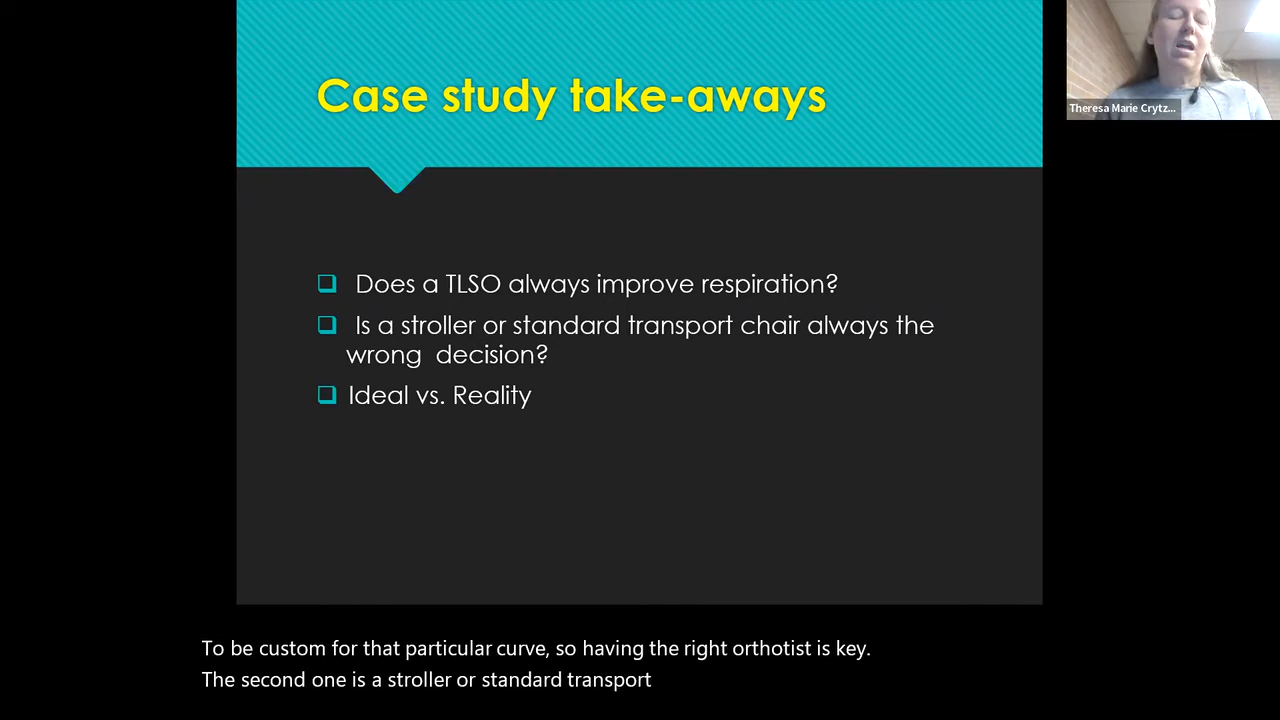 Case study take-aways
Theresa Marie Crytz...
Does a TLSO always improve respiration?
Is a stroller or standard transport chair always the
wrong decision?
Ideal vs. Reality
To be custom for that particular curve, so having the right orthotist is key.
The second one is a stroller or standard transport